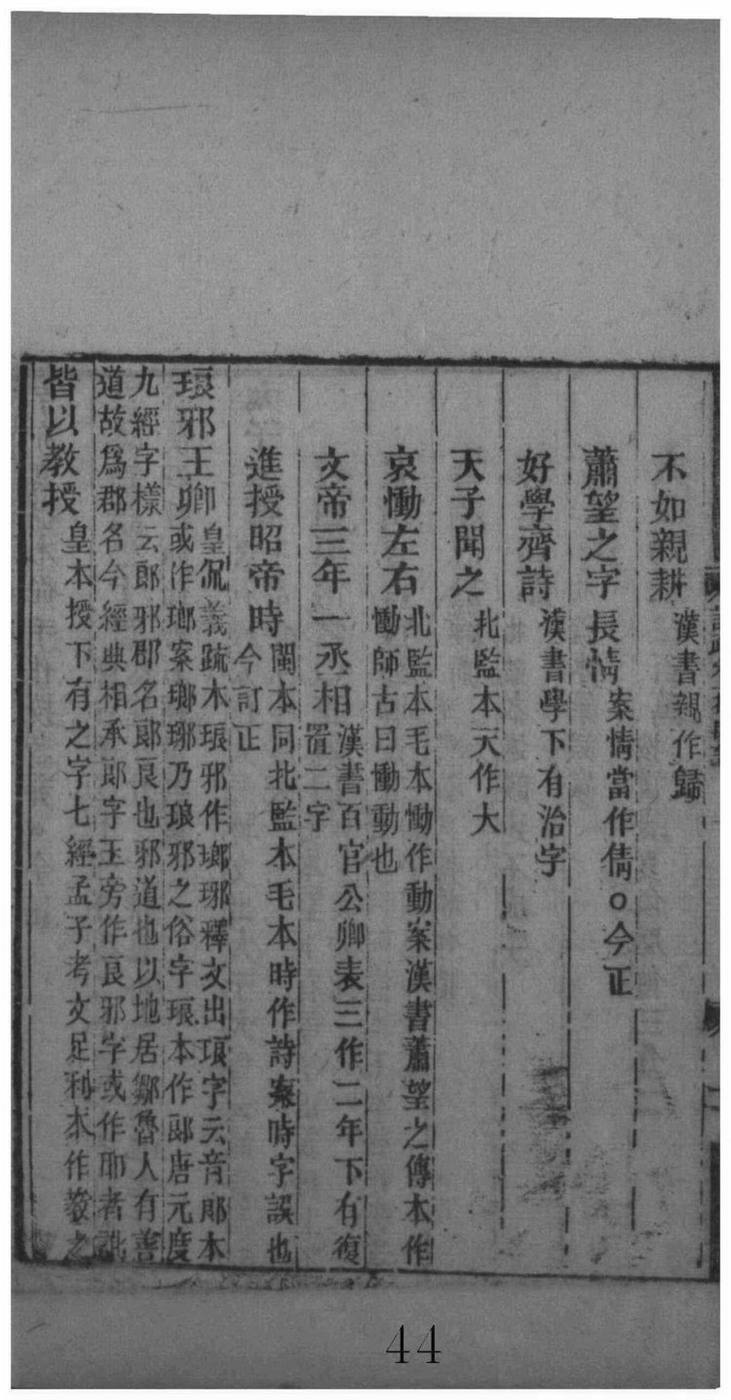 不如親耕漢書親作歸
蕭望之字長情案情當作倩○今正
好學齊詩漢書學下有治字
天子聞之北監本天作大
哀慟左右北監本毛本慟作動案漢書蕭望之傳本作
慟師古曰慟動也
文帝三年一丞相漢書百官公卿表三作二年下有復
置二字
進授昭帝時閩本同北監本毛本時作詩案時字誤也
今訂正
琅邪王卿皇侃義疏本琅邪作瑯琊釋文出瑯字云音郎本
或作瑯案瑯琊乃琅邪之俗字琅本作郎唐元度
九經字樣云郎邪郡名郎良也邪道也以地居鄒魯人有善
道故爲郡名今經典相承郎字玉旁作良邪字或作耶者訛
皆以教授皇本授下有之字七經孟子考文足利本作教之
44